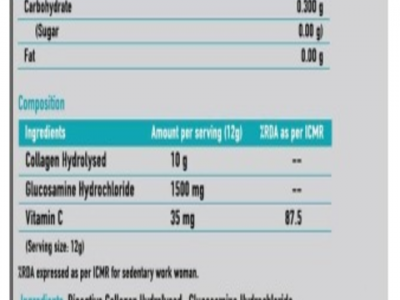 Carbohydrate 0.300 g
(Sugar 0.00 g)
Fat 0.00 g
Composition
Ingredients Amount per serving (12g) %RDA as per ICMR
Collagen Hydrolysed 10 g --
Glucosamine Hydrochloride 1500 mg --
Vitamin C 35 mg 87.5
(Serving size: 12g)
%RDA expressed as per ICMR for sedentary work woman.
Ingredients: Bioactive Collagen Hydrolysed, Glucosamine Hydrochloride